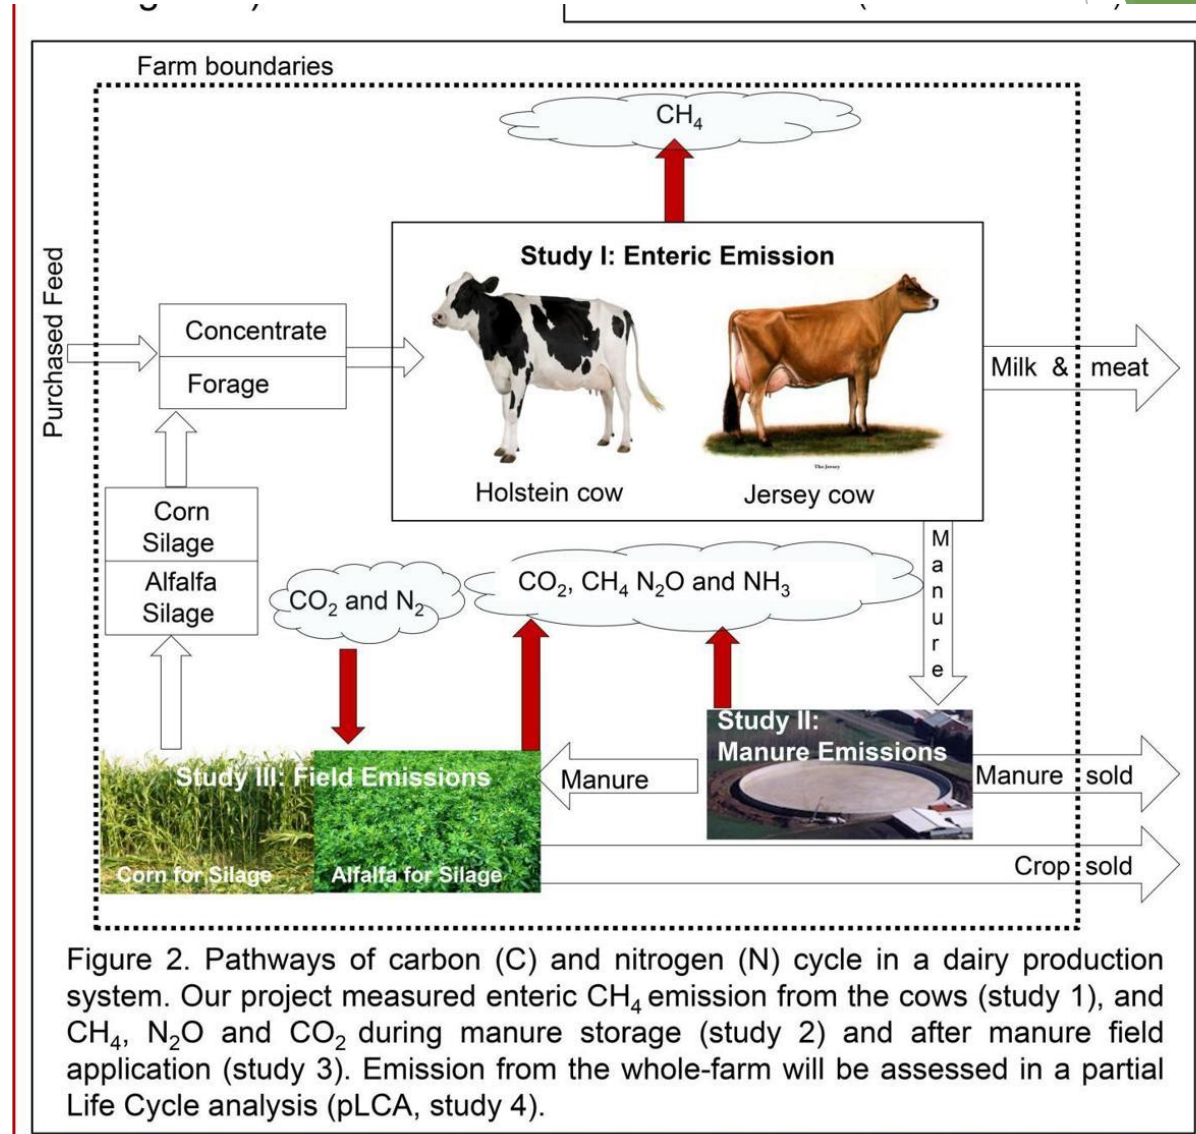 Farm boundaries
CH₄
Study I: Enteric Emission
Purchased Feed
Concentrate
Forage
Milk & meat
The Jersey
Holstein cow
Jersey cow
Corn
Silage
Alfalfa
Silage
CO₂ and N₂
CO₂, CH₄ N₂O and NH₃
Manure
Study II:
Manure Emissions
Study III: Field Emissions
Manure
Manure sold
Corn for Silage
Alfalfa for Silage
Crop sold
Figure 2. Pathways of carbon (C) and nitrogen (N) cycle in a dairy production
system. Our project measured enteric CH₄ emission from the cows (study 1), and
CH₄, N₂O and CO₂ during manure storage (study 2) and after manure field
application (study 3). Emission from the whole-farm will be assessed in a partial
Life Cycle analysis (pLCA, study 4).